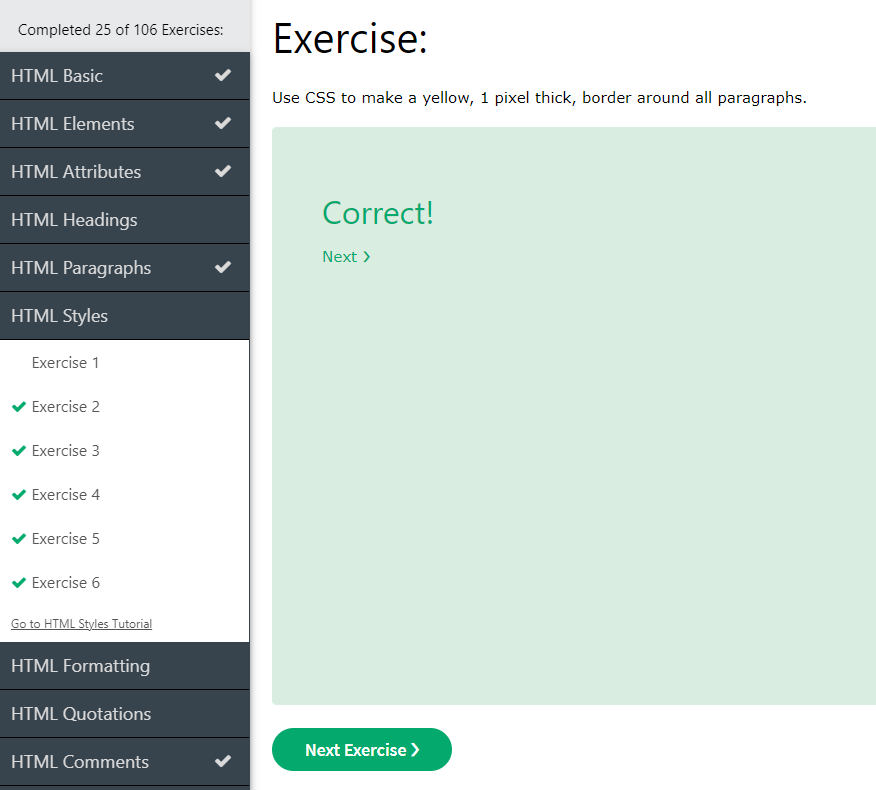 Completed 25 of 106 Exercises:
HTML Basic
HTML Elements
HTML Attributes
HTML Headings
HTML Paragraphs
HTML Styles
Exercise 1
Exercise 2
Exercise 3
Exercise 4
Exercise 5
Exercise 6
Go to HTML Styles Tutorial
HTML Formatting
HTML Quotations
HTML Comments
Exercise:
Use CSS to make a yellow, 1 pixel thick, border around all paragraphs.
Correct!
Next ❯
Next Exercise ❯